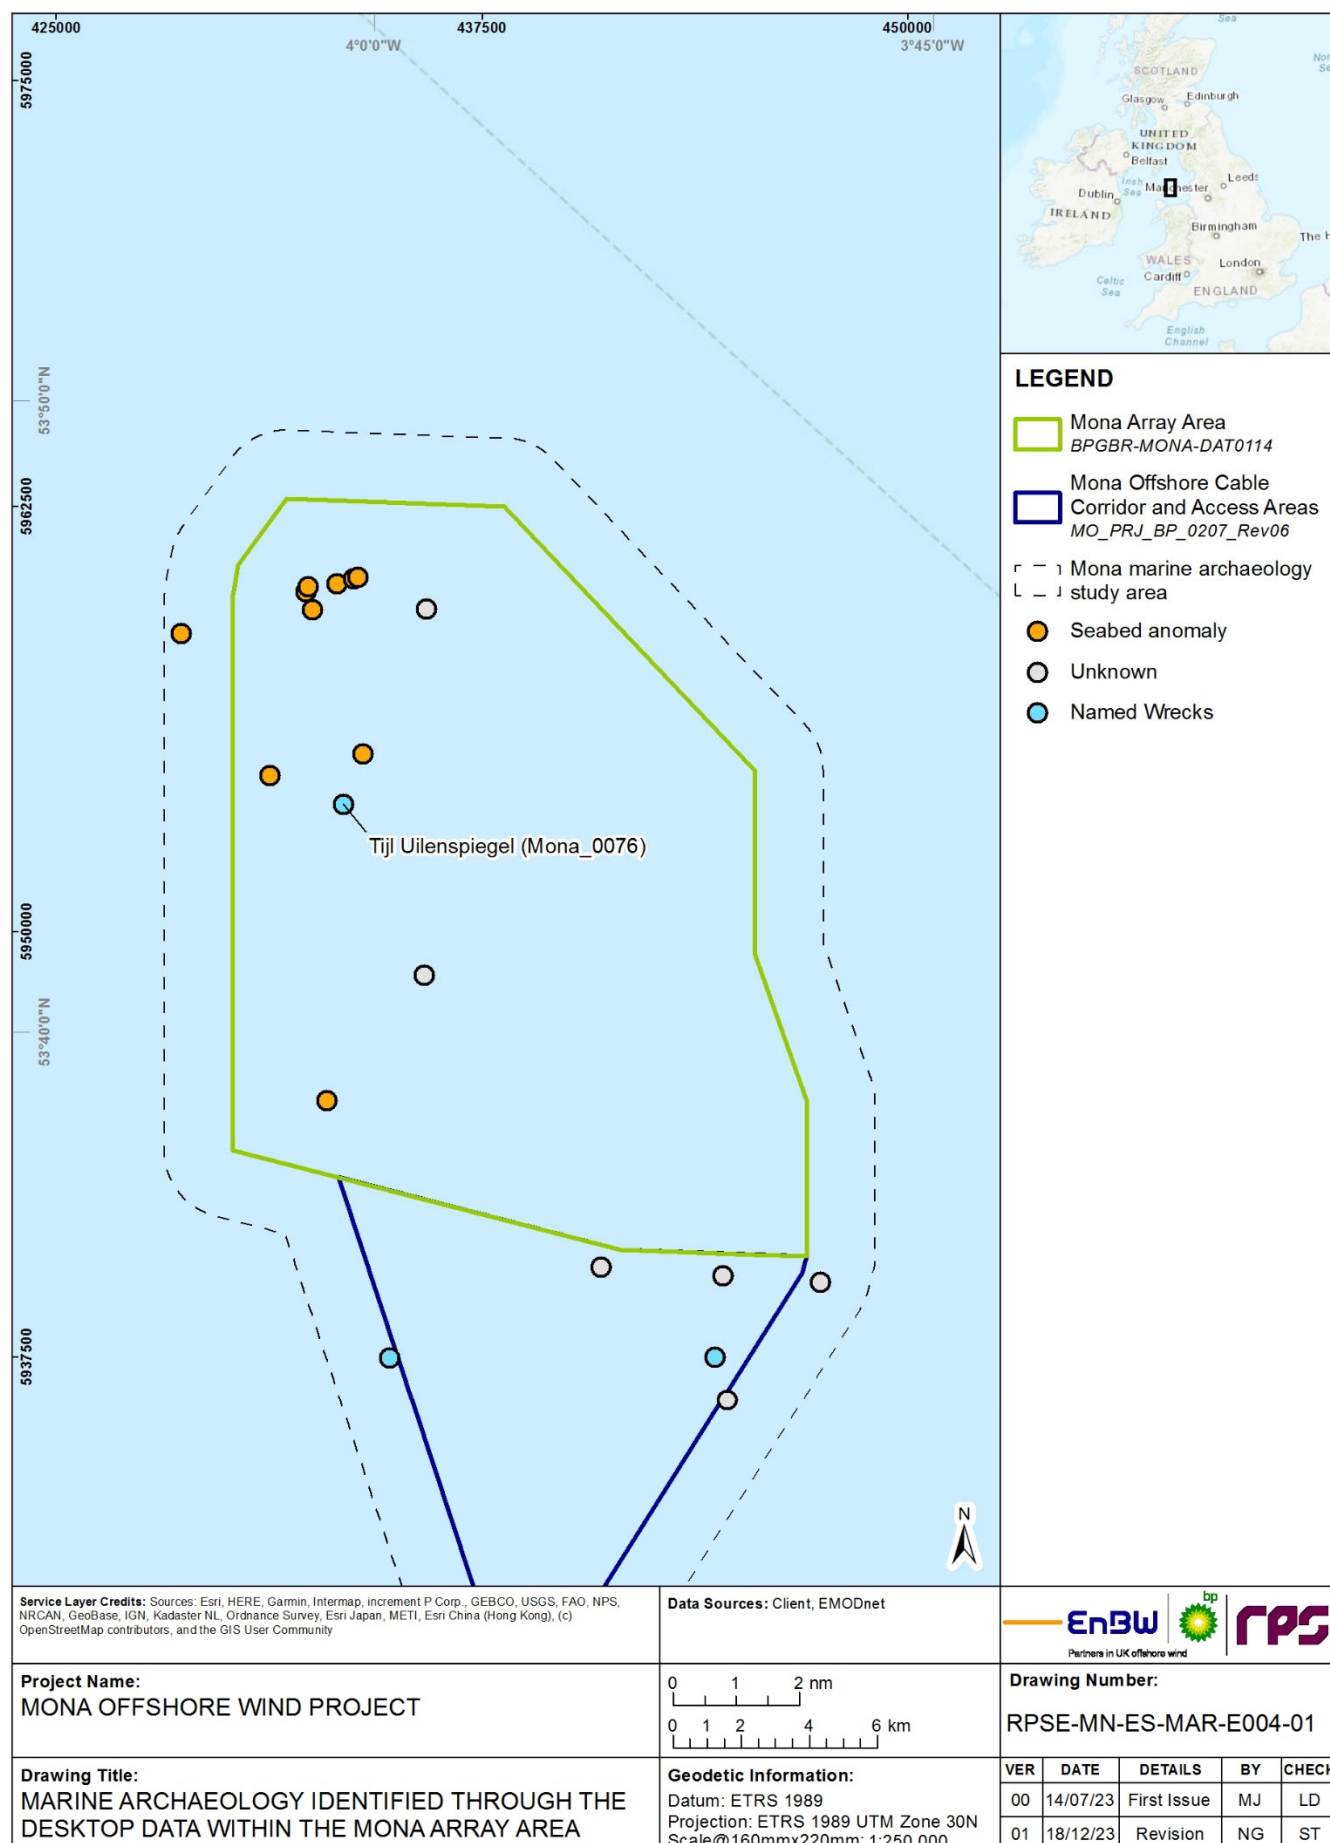 425000
437500
450000
4°0'0"W
3°45'0"W
5975000
53°50'0"N
5962500
5950000
53°40'0"N
5937500
Tijl Uilenspiegel (Mona_0076)
N
Sea
SCOTLAND
Glasgow
Edinburgh
UNITED
KINGDOM
Belfast
Irish
Sea
Manchester
Leeds
Dublin
IRELAND
Birmingham
WALES
London
Cardiff
Celtic
Sea
ENGLAND
English
Channel
LEGEND
Mona Array Area
BPGBR-MONA-DAT0114
Mona Offshore Cable
Corridor and Access Areas
MO_PRJ_BP_0207_Rev06
Mona marine archaeology
study area
Seabed anomaly
Unknown
Named Wrecks
Service Layer Credits: Sources: Esri, HERE, Garmin, Intermap, increment P Corp., GEBCO, USGS, FAO, NPS,
NRCAN, GeoBase, IGN, Kadaster NL, Ordnance Survey, Esri Japan, METI, Esri China (Hong Kong), (c)
OpenStreetMap contributors, and the GIS User Community
Data Sources: Client, EMODnet
EnBW
bp
rps
Partners in UK offshore wind
Project Name:
MONA OFFSHORE WIND PROJECT
0 1 2 nm
0 1 2 4 6 km
Drawing Number:
RPSE-MN-ES-MAR-E004-01
Drawing Title:
MARINE ARCHAEOLOGY IDENTIFIED THROUGH THE
DESKTOP DATA WITHIN THE MONA ARRAY AREA
Geodetic Information:
Datum: ETRS 1989
Projection: ETRS 1989 UTM Zone 30N
Scale@160mmx220mm: 1:250,000
VER DATE DETAILS BY CHECK
00 14/07/23 First Issue MJ LD
01 18/12/23 Revision NG ST